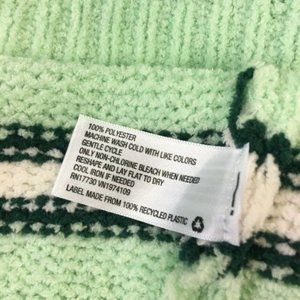 100% POLYESTER
MACHINE WASH COLD WITH LIKE COLORS
GENTLE CYCLE
ONLY NON-CHLORINE BLEACH WHEN NEEDED
RESHAPE AND LAY FLAT TO DRY
COOL IRON IF NEEDED
RN17730 VN1974109
LABEL MADE FROM 100% RECYCLED PLASTIC